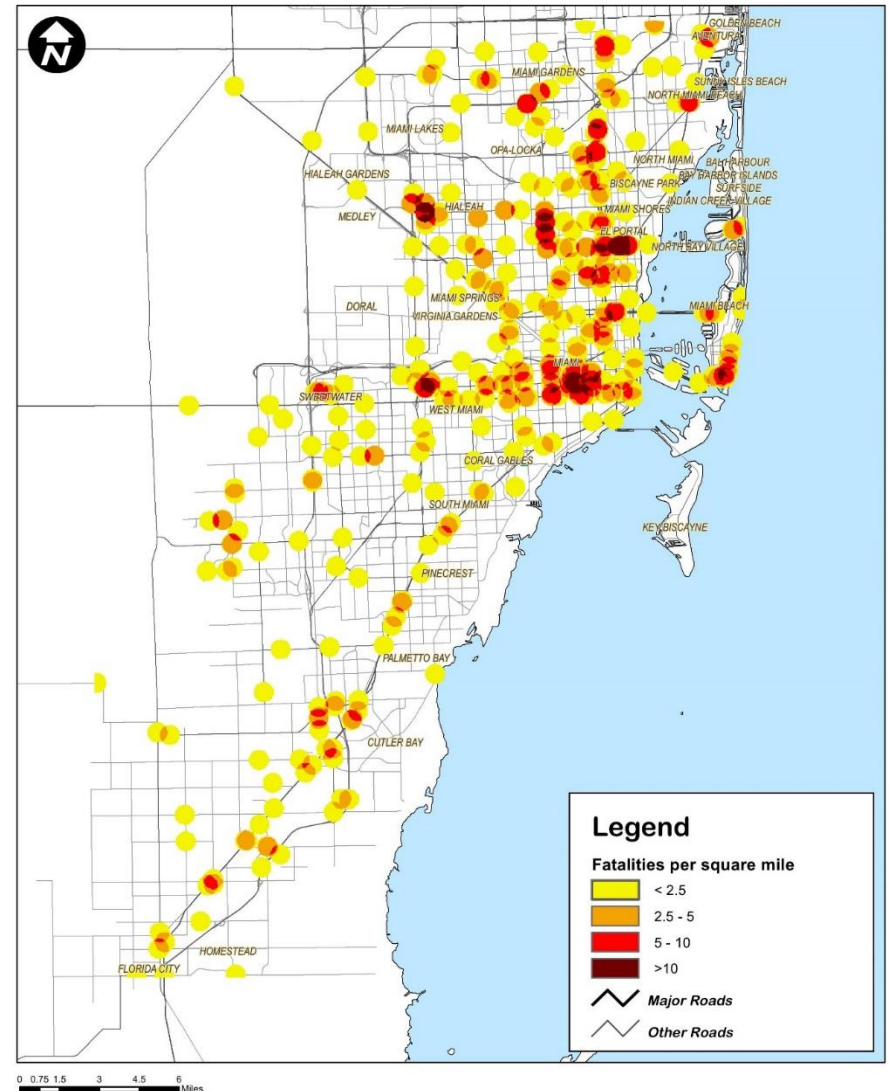 N
GOLDEN BEACH
AVENTURA
MIAMI GARDENS
SUNNY ISLES BEACH
NORTH MIAMI BEACH
MIAMI LAKES
OPA-LOCKA
NORTH MIAMI
BAL HARBOUR
HIALEAH GARDENS
BAY HARBOR ISLANDS
BISCAYNE PARK
SURFSIDE
INDIAN CREEK VILLAGE
HIALEAH
MIAMI SHORES
MEDLEY
EL PORTAL
NORTH BAY VILLAGE
MIAMI SPRINGS
DORAL
MIAMI BEACH
VIRGINIA GARDENS
MIAMI
SWEETWATER
WEST MIAMI
CORAL GABLES
SOUTH MIAMI
KEY BISCAYNE
PINECREST
PALMETTO BAY
CUTLER BAY
HOMESTEAD
FLORIDA CITY
Legend
Fatalities per square mile
< 2.5
2.5 - 5
5 - 10
>10
Major Roads
Other Roads
0 0.75 1.5 3 4.5 6
Miles